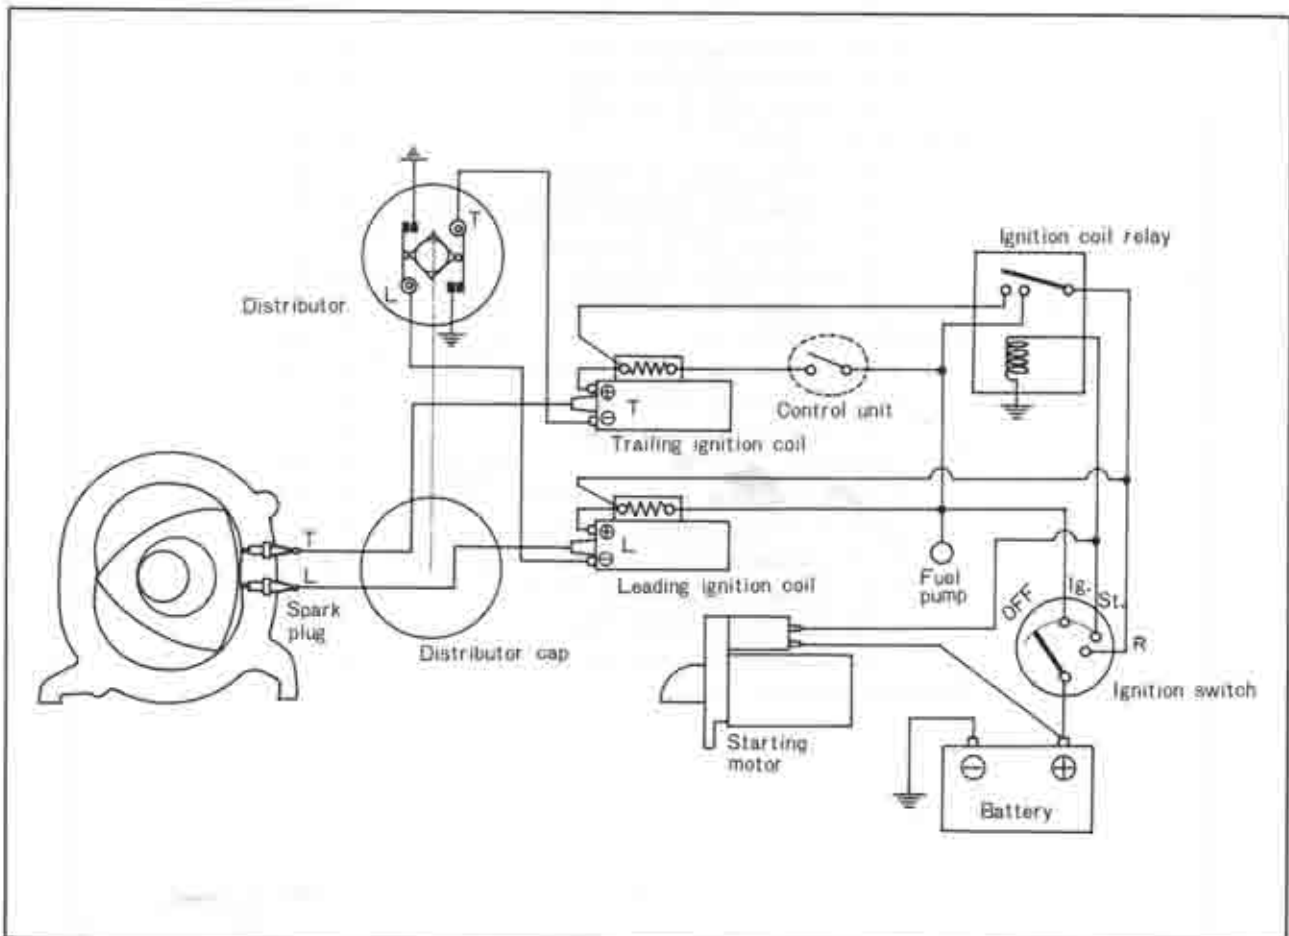 Ignition coil relay
T
L
Distributor
T
Control unit
Trailing ignition coil
T
L
L
Leading ignition coil
Fuel
pump
OFF
Ig.
St.
R
Spark
plug
Distributor cap
Ignition switch
Starting
motor
Battery